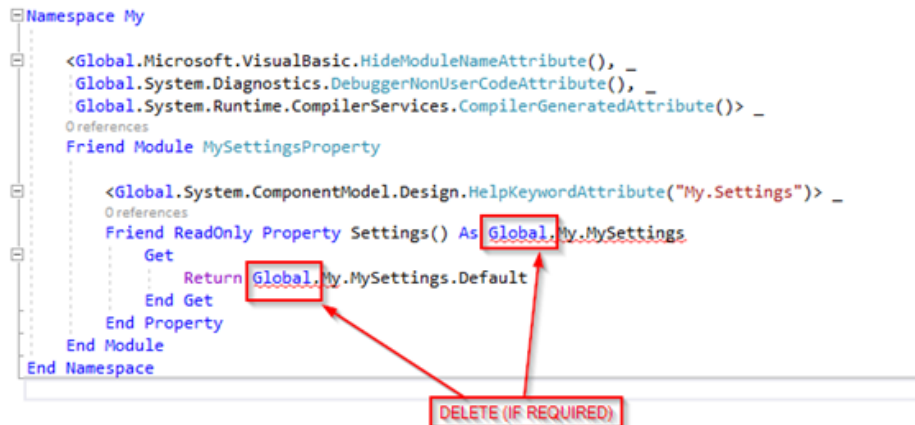 Namespace My
<Global.Microsoft.VisualBasic.HideModuleNameAttribute(), _
Global.System.Diagnostics.DebuggerNonUserCodeAttribute(), _
Global.System.Runtime.CompilerServices.CompilerGeneratedAttribute()> _
0 references
Friend Module MySettingsProperty
<Global.System.ComponentModel.Design.HelpKeywordAttribute("My.Settings")> _
0 references
Friend ReadOnly Property Settings() As Global.My.MySettings
Get
Return Global.My.MySettings.Default
End Get
End Property
End Module
End Namespace
DELETE (IF REQUIRED)